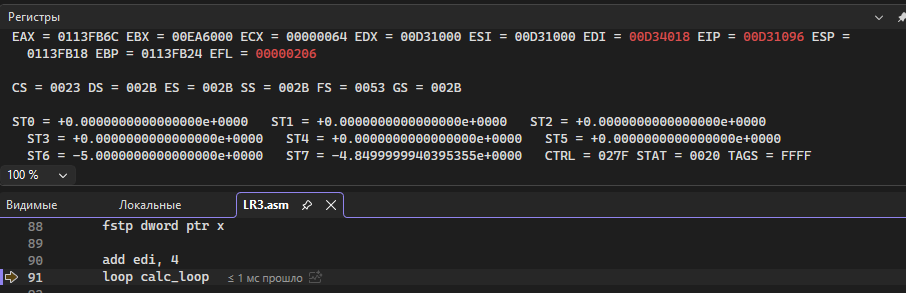 Регистры
EAX = 0113FB6C EBX = 00EA6000 ECX = 00000064 EDX = 00D31000 ESI = 00D31000 EDI = 00D34018 EIP = 00D31096 ESP =
0113FB18 EBP = 0113FB24 EFL = 00000206
CS = 0023 DS = 002B ES = 002B SS = 002B FS = 0053 GS = 002B
ST0 = +0.0000000000000000e+0000 ST1 = +0.0000000000000000e+0000 ST2 = +0.0000000000000000e+0000
ST3 = +0.0000000000000000e+0000 ST4 = +0.0000000000000000e+0000 ST5 = +0.0000000000000000e+0000
ST6 = -5.0000000000000000e+0000 ST7 = -4.8499999940395355e+0000 CTRL = 027F STAT = 0020 TAGS = FFFF
100 %
Видимые Локальные LR3.asm
88 fstp dword ptr x
89
90 add edi, 4
91 loop calc_loop ≤ 1 мс прошло